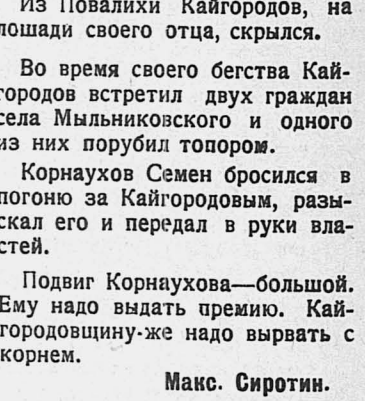 Из Повалихи Кайгородов, на
лошади своего отца, скрылся.
Во время своего бегства Кай-
городов встретил двух граждан
села Мыльниковского и одного
из них порубил топором.
Корнаухов Семен бросился в
погоню за Кайгородовым, разы-
скал его и передал в руки вла-
стей.
Подвиг Корнаухова—большой.
Ему надо выдать премию. Кай-
городовщину-же надо вырвать с
корнем.
Макс. Сиротин.